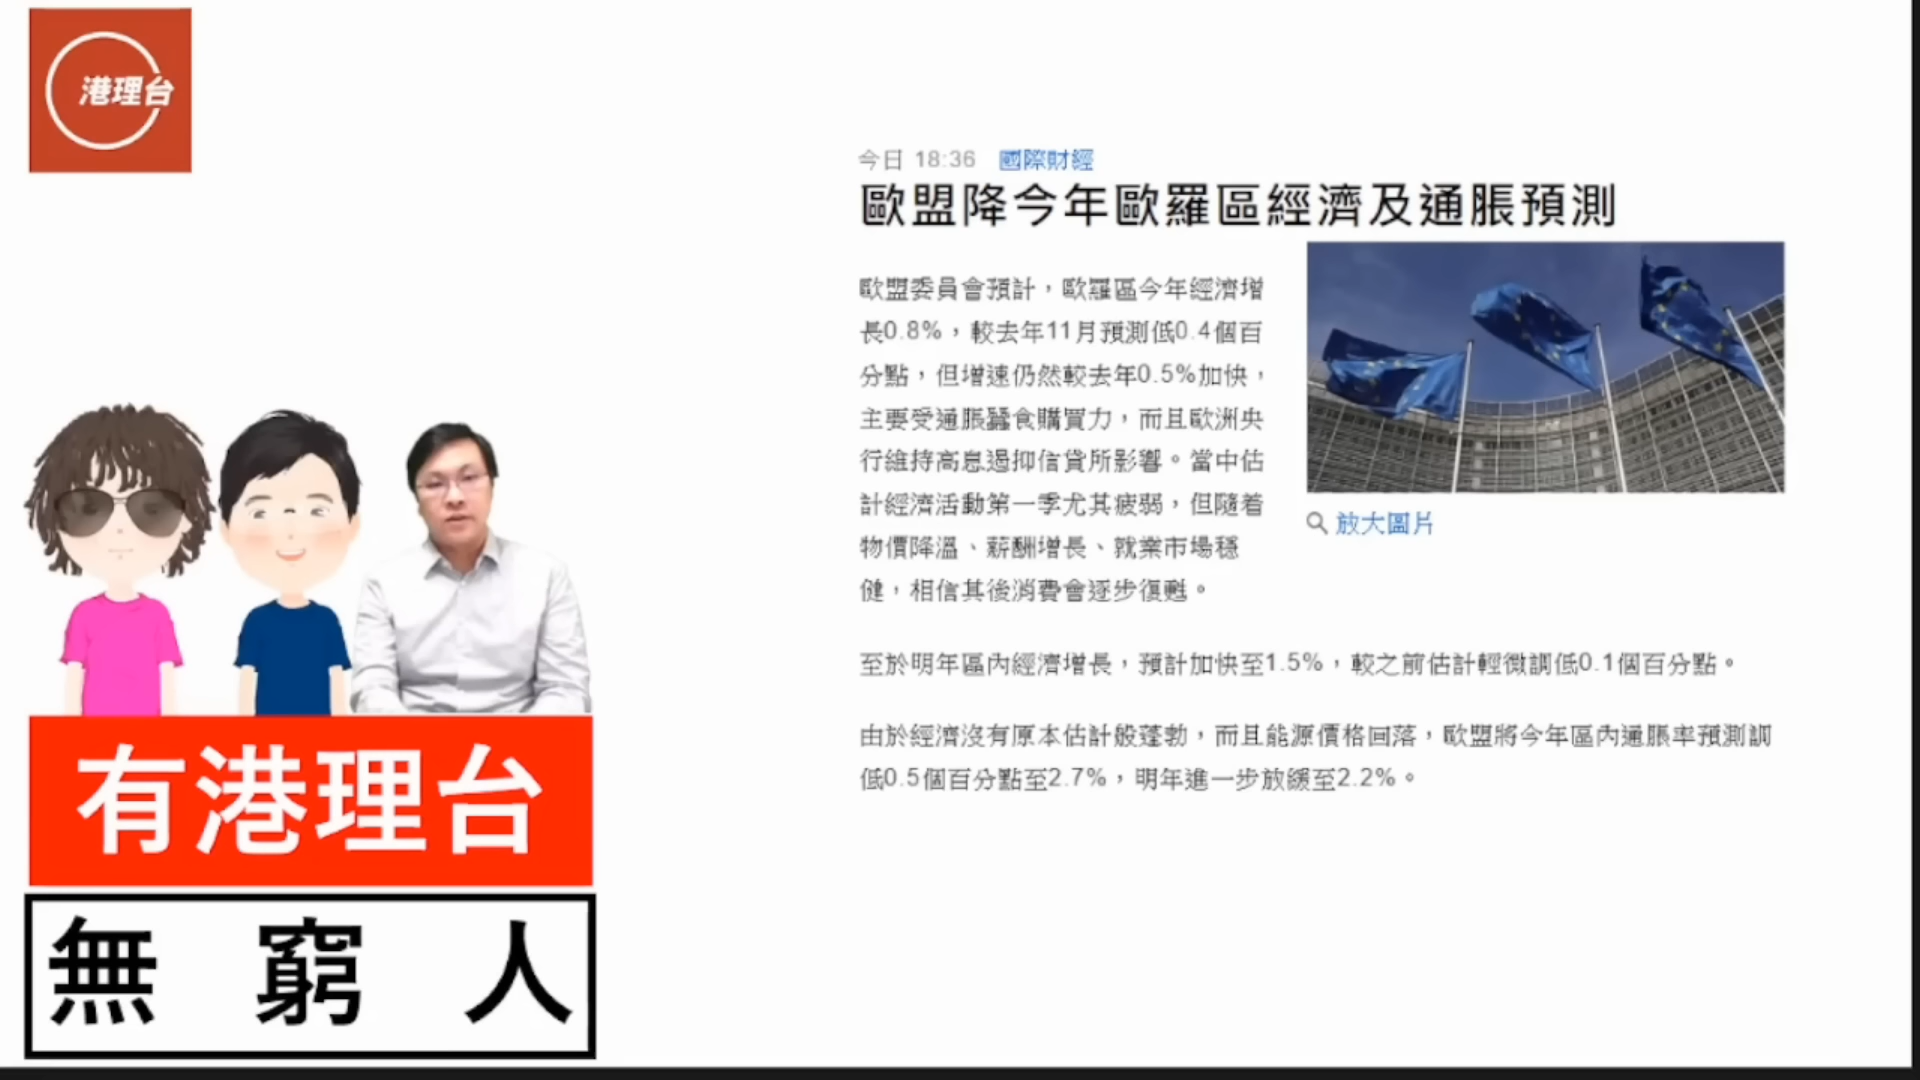 港理台
今日 18:36 國際財經
歐盟降今年歐羅區經濟及通脹預測
歐盟委員會預計，歐羅區今年經濟增
長0.8%，較去年11月預測低0.4個百
分點，但增速仍然較去年0.5%加快，
主要受通脹蠶食購買力，而且歐洲央
行維持高息遏抑信貸所影響。當中估
計經濟活動第一季尤其疲弱，但隨着
物價降溫、薪酬增長、就業市場穩
健，相信其後消費會逐步復甦。
放大圖片
至於明年區內經濟增長，預計加快至1.5%，較之前估計輕微調低0.1個百分點。
由於經濟沒有原本估計般蓬勃，而且能源價格回落，歐盟將今年區內通脹率預測調
低0.5個百分點至2.7%，明年進一步放緩至2.2%。
有港理台
無窮人